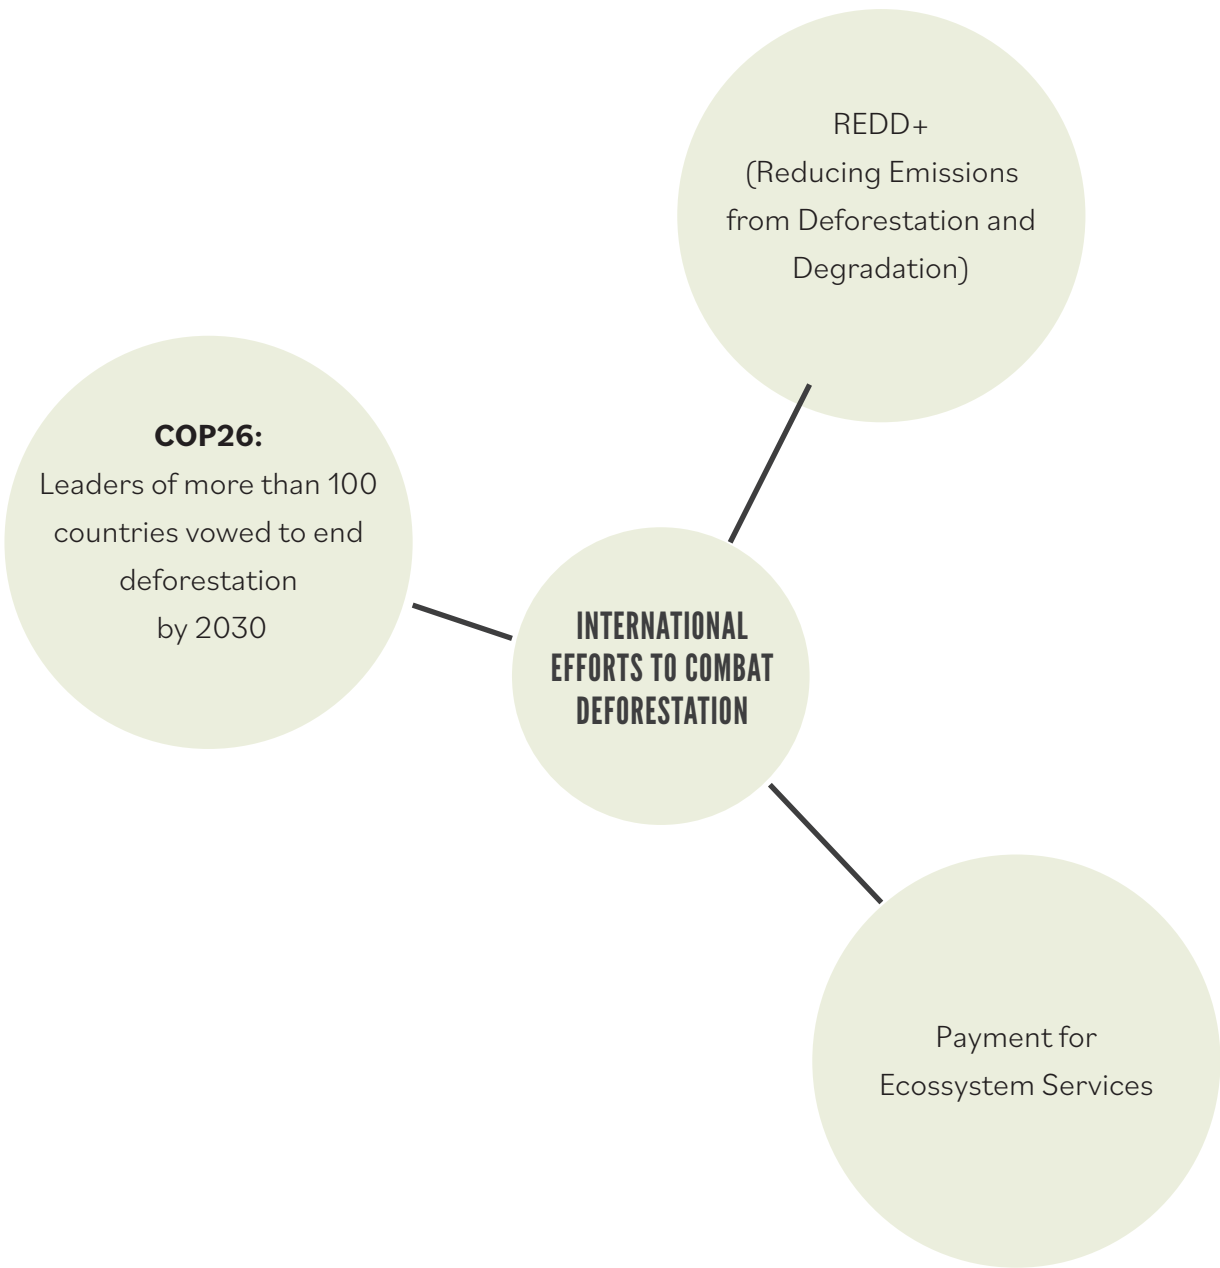 REDD+
(Reducing Emissions
from Deforestation and
Degradation)
COP26:
Leaders of more than 100
countries vowed to end
deforestation
by 2030
INTERNATIONAL
EFFORTS TO COMBAT
DEFORESTATION
Payment for
Ecossystem Services